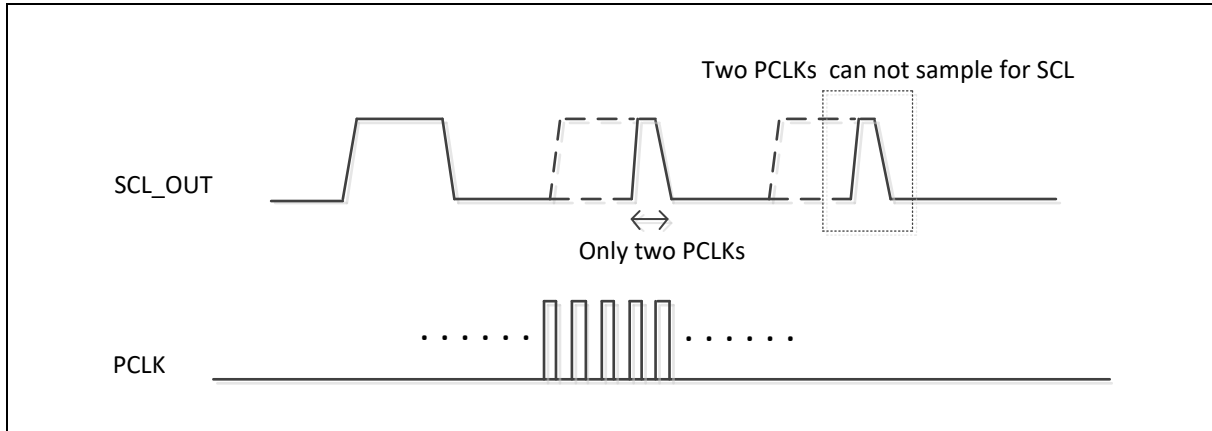 Two PCLKs can not sample for SCL
SCL_OUT
Only two PCLKs
PCLK